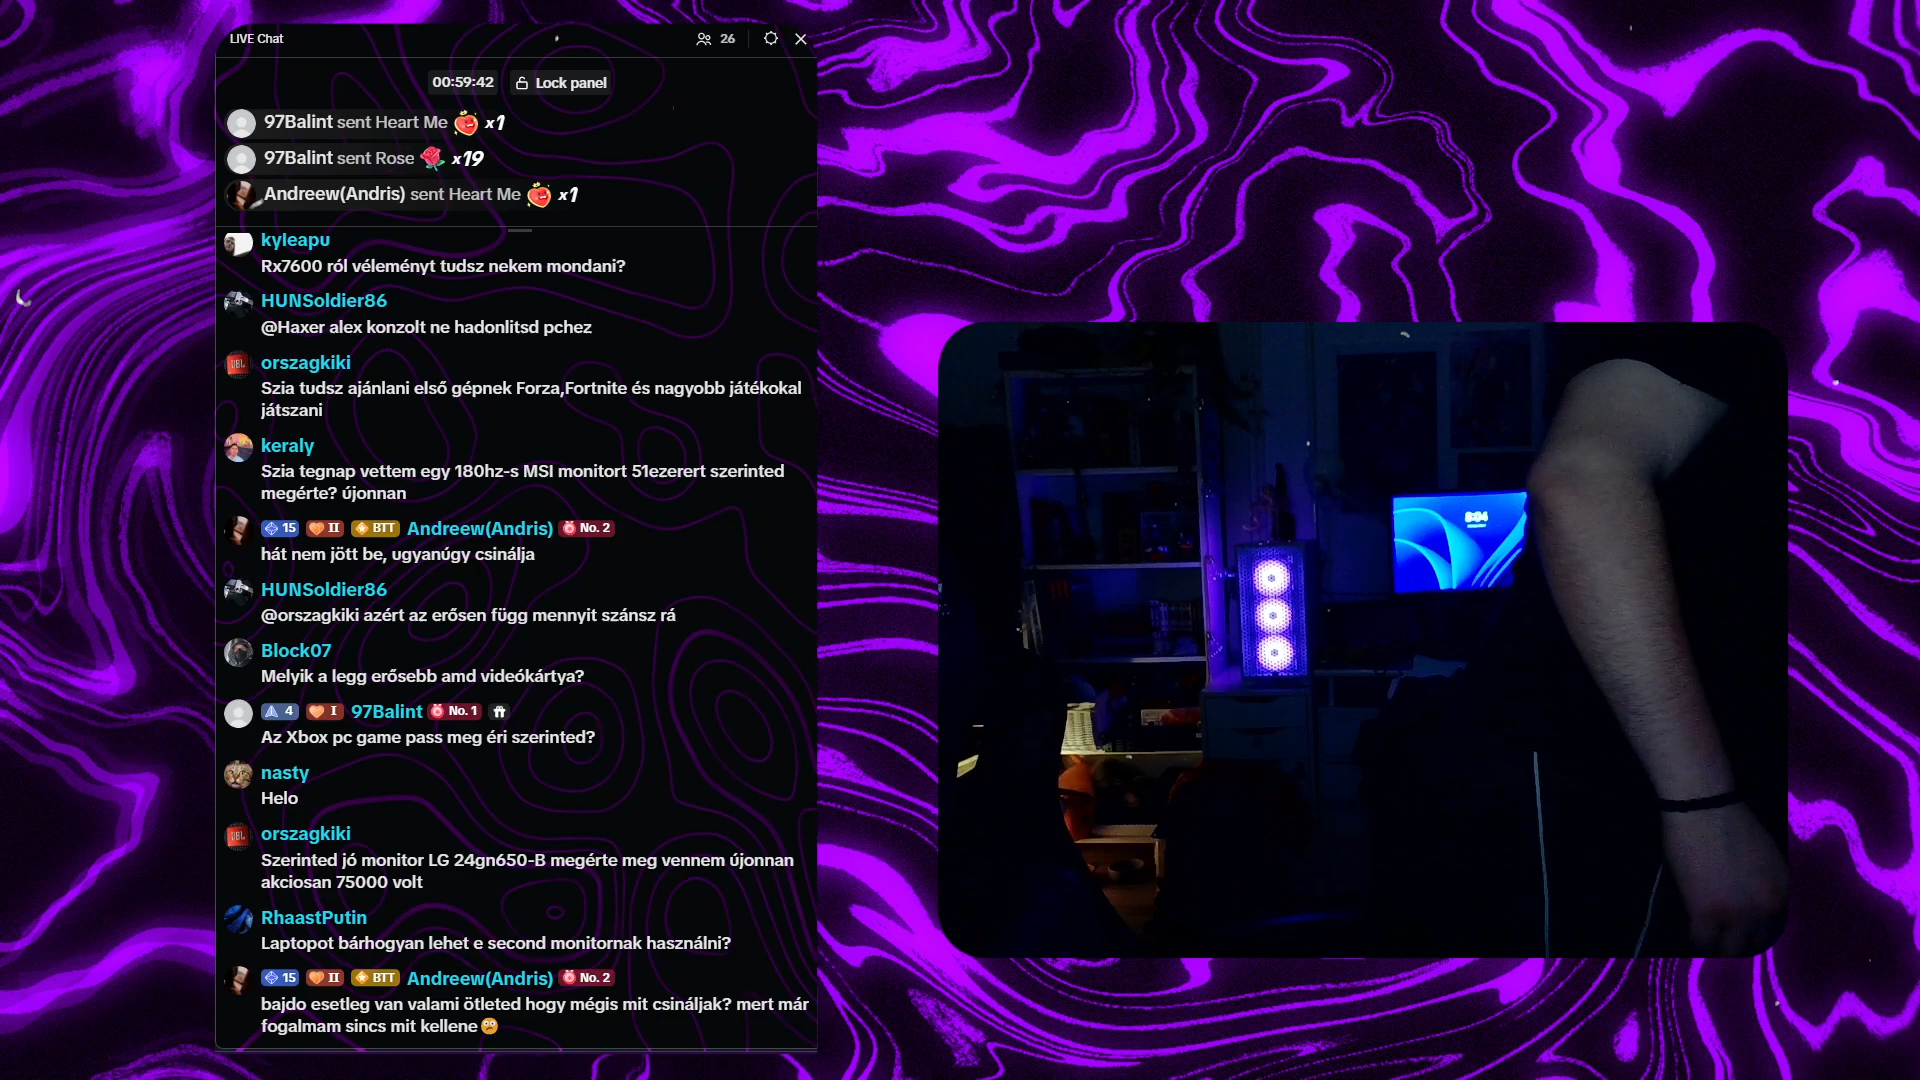 LIVE Chat
26
00:59:42
Lock panel
97Balint sent Heart Me x1
97Balint sent Rose x19
Andreew(Andris) sent Heart Me x1
kyleapu
Rx7600 ról véleményt tudsz nekem mondani?
HUNSoldier86
@Haxer alex konzolt ne hadonlitsd pchez
orszagkiki
Szia tudsz ajánlani első gépnek Forza,Fortnite és nagyobb játékokal
játszani
keraly
Szia tegnap vettem egy 180hz-s MSI monitort 51ezerert szerinted
megérte? újonnan
15 II BTT Andreew(Andris) No. 2
hát nem jött be, ugyanúgy csinálja
HUNSoldier86
@orszagkiki azért az erősen függ mennyit szánsz rá
Block07
Melyik a legg erősebb amd videókártya?
4 I 97Balint No. 1
Az Xbox pc game pass meg éri szerinted?
nasty
Helo
orszagkiki
Szerinted jó monitor LG 24gn650-B megérte meg vennem újonnan
akciosan 75000 volt
RhaastPutin
Laptopot bárhogyan lehet e second monitornak használni?
15 II BTT Andreew(Andris) No. 2
bajdo esetleg van valami ötleted hogy mégis mit csináljak? mert már
fogalmam sincs mit kellene
8:04